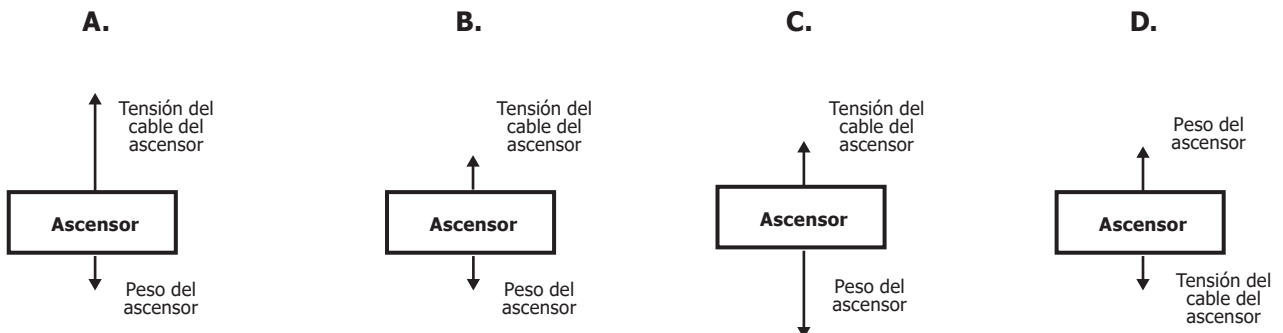 A.
B.
C.
D.
Tensión del
cable del
ascensor
Ascensor
Peso del
ascensor
Tensión del
cable del
ascensor
Ascensor
Peso del
ascensor
Tensión del
cable del
ascensor
Ascensor
Peso del
ascensor
Peso del
ascensor
Ascensor
Tensión del
cable del
ascensor